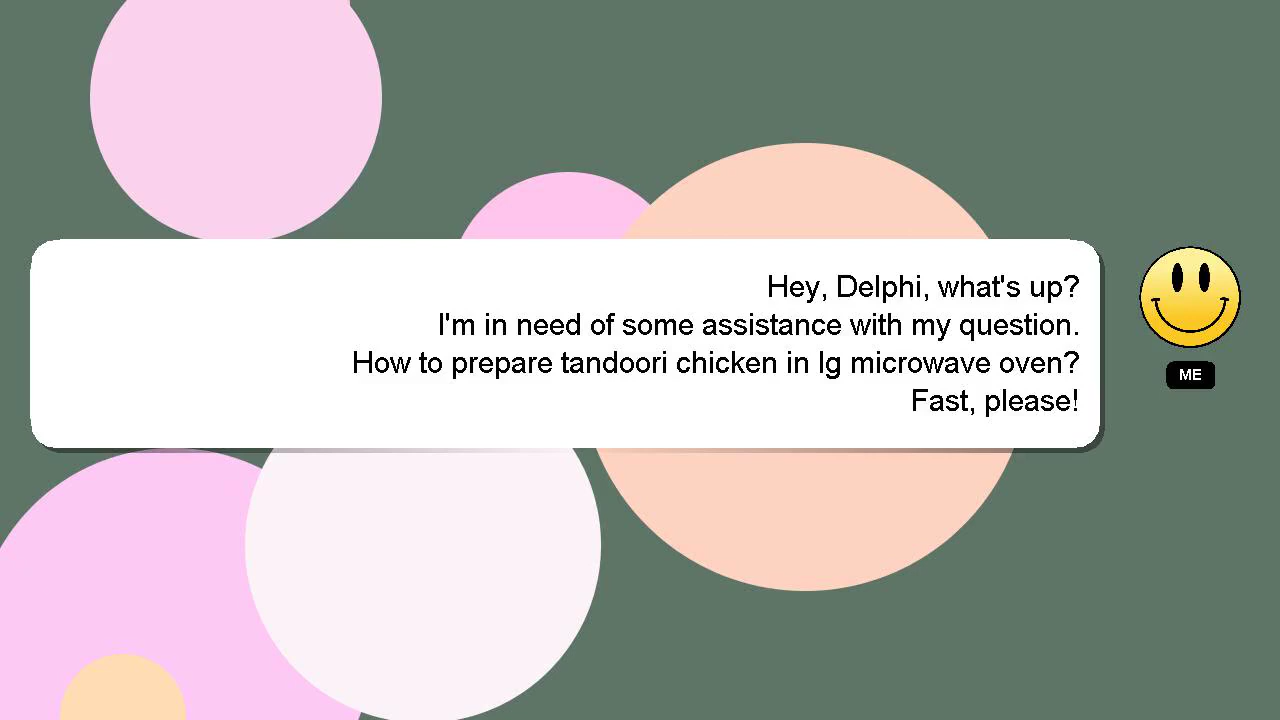 Hey, Delphi, what's up?
I'm in need of some assistance with my question.
How to prepare tandoori chicken in lg microwave oven?
Fast, please!
ME